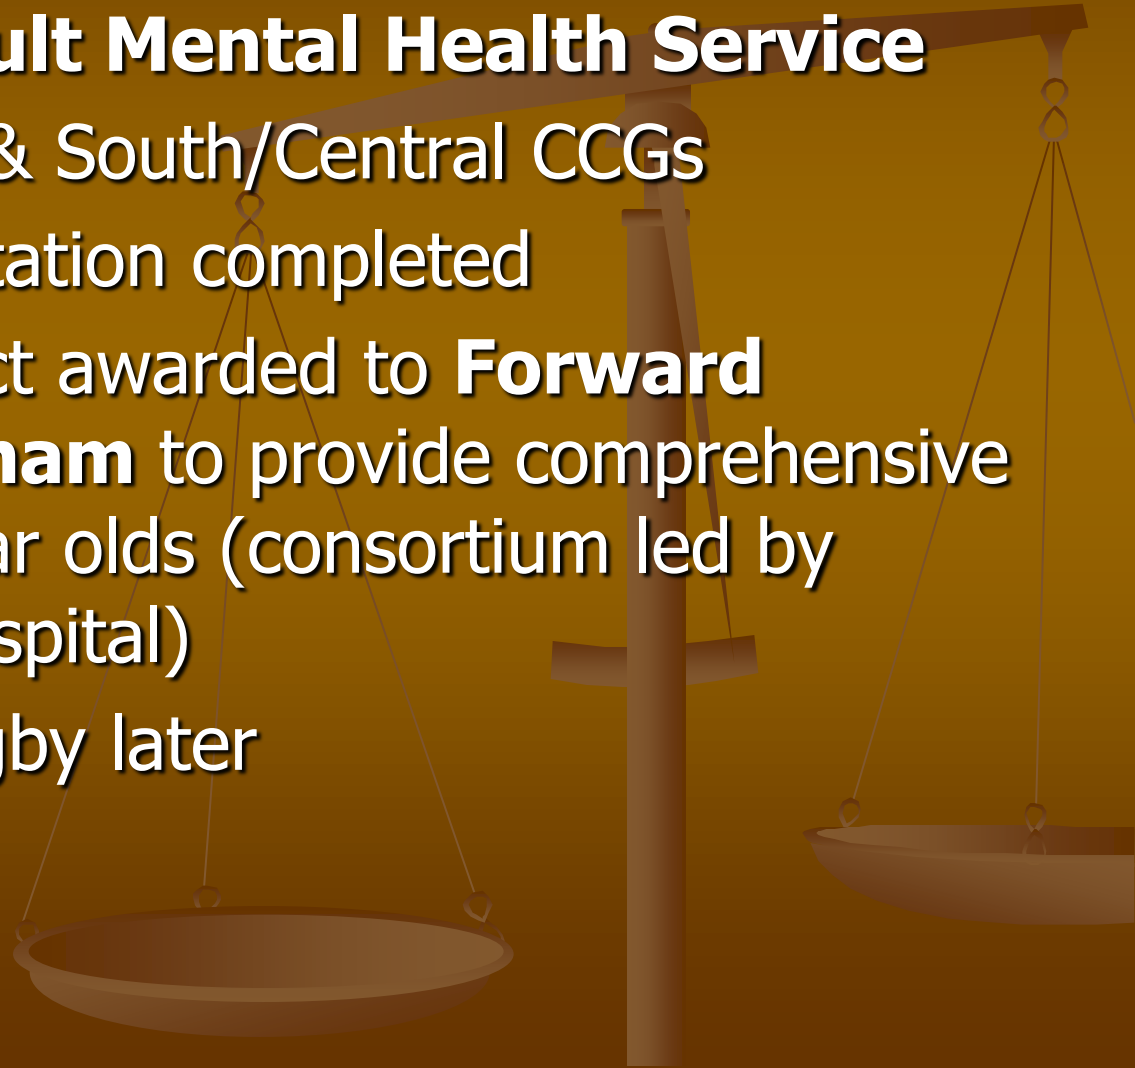 ult Mental Health Service
& South/Central CCGs
tation completed
ct awarded to Forward
ham to provide comprehensive
ar olds (consortium led by
spital)
gby later